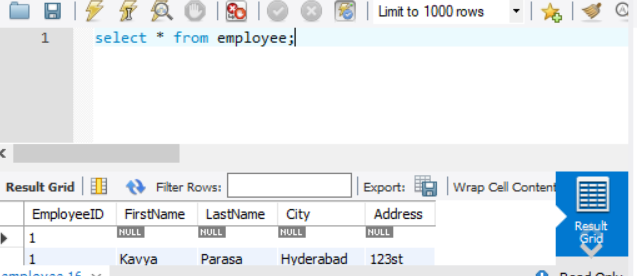 Limit to 1000 rows
1 select * from employee;
Result Grid Filter Rows: Export: Wrap Cell Content
EmployeeID FirstName LastName City Address
1 NULL NULL NULL NULL
1 Kavya Parasa Hyderabad 123st
Result
Grid
employee 16
Read Only